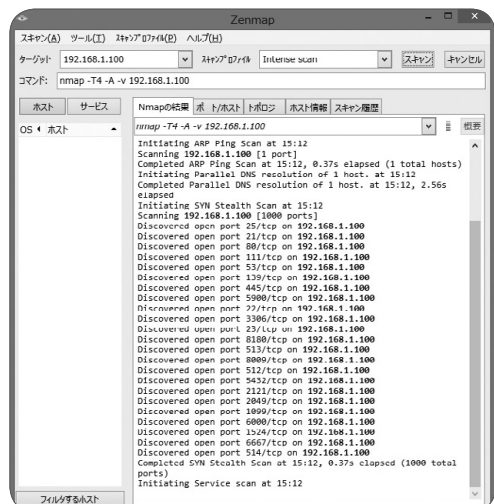 Zenmap
スキャン(A) ツール(T) スキャンプロファイル(P) ヘルプ(H)
ターゲット 192.168.1.100 スキャンプロファイル Intense scan スキャン キャンセル
コマンド: nmap -T4 -A -v 192.168.1.100
ホスト サービス Nmapの結果 ポート/ホスト トポロジ ホスト情報 スキャン履歴
OS ホスト
nmap -T4 -A -v 192.168.1.100 概要
Initiating ARP Ping Scan at 15:12
Scanning 192.168.1.100 [1 port]
Completed ARP Ping Scan at 15:12, 0.37s elapsed (1 total hosts)
Initiating Parallel DNS resolution of 1 host. at 15:12
Completed Parallel DNS resolution of 1 host. at 15:12, 2.56s
elapsed
Initiating SYN Stealth Scan at 15:12
Scanning 192.168.1.100 [1000 ports]
Discovered open port 25/tcp on 192.168.1.100
Discovered open port 21/tcp on 192.168.1.100
Discovered open port 80/tcp on 192.168.1.100
Discovered open port 111/tcp on 192.168.1.100
Discovered open port 53/tcp on 192.168.1.100
Discovered open port 139/tcp on 192.168.1.100
Discovered open port 445/tcp on 192.168.1.100
Discovered open port 5900/tcp on 192.168.1.100
Discovered open port 22/tcp on 192.168.1.100
Discovered open port 3306/tcp on 192.168.1.100
Discovered open port 23/tcp on 192.168.1.100
Discovered open port 8180/tcp on 192.168.1.100
Discovered open port 513/tcp on 192.168.1.100
Discovered open port 8009/tcp on 192.168.1.100
Discovered open port 512/tcp on 192.168.1.100
Discovered open port 5432/tcp on 192.168.1.100
Discovered open port 2121/tcp on 192.168.1.100
Discovered open port 2049/tcp on 192.168.1.100
Discovered open port 1099/tcp on 192.168.1.100
Discovered open port 6000/tcp on 192.168.1.100
Discovered open port 1524/tcp on 192.168.1.100
Discovered open port 6667/tcp on 192.168.1.100
Discovered open port 514/tcp on 192.168.1.100
Completed SYN Stealth Scan at 15:12, 0.37s elapsed (1000 total
ports)
Initiating Service scan at 15:12
フィルタするホスト